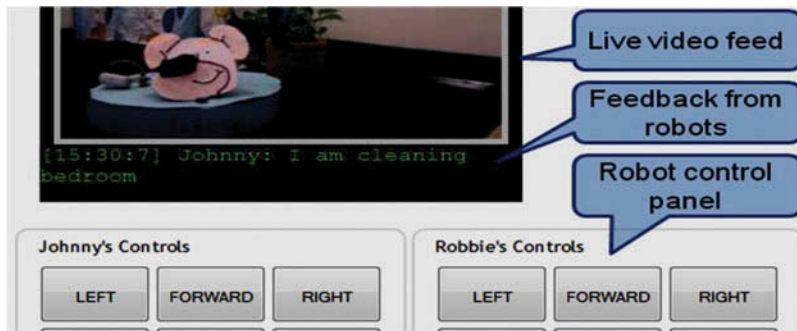 Live video feed
Feedback from
robots
[15:30:7] Johnny: I am cleaning
bedroom
Robot control
panel
Johnny's Controls
Robbie's Controls
LEFT
FORWARD
RIGHT
LEFT
FORWARD
RIGHT